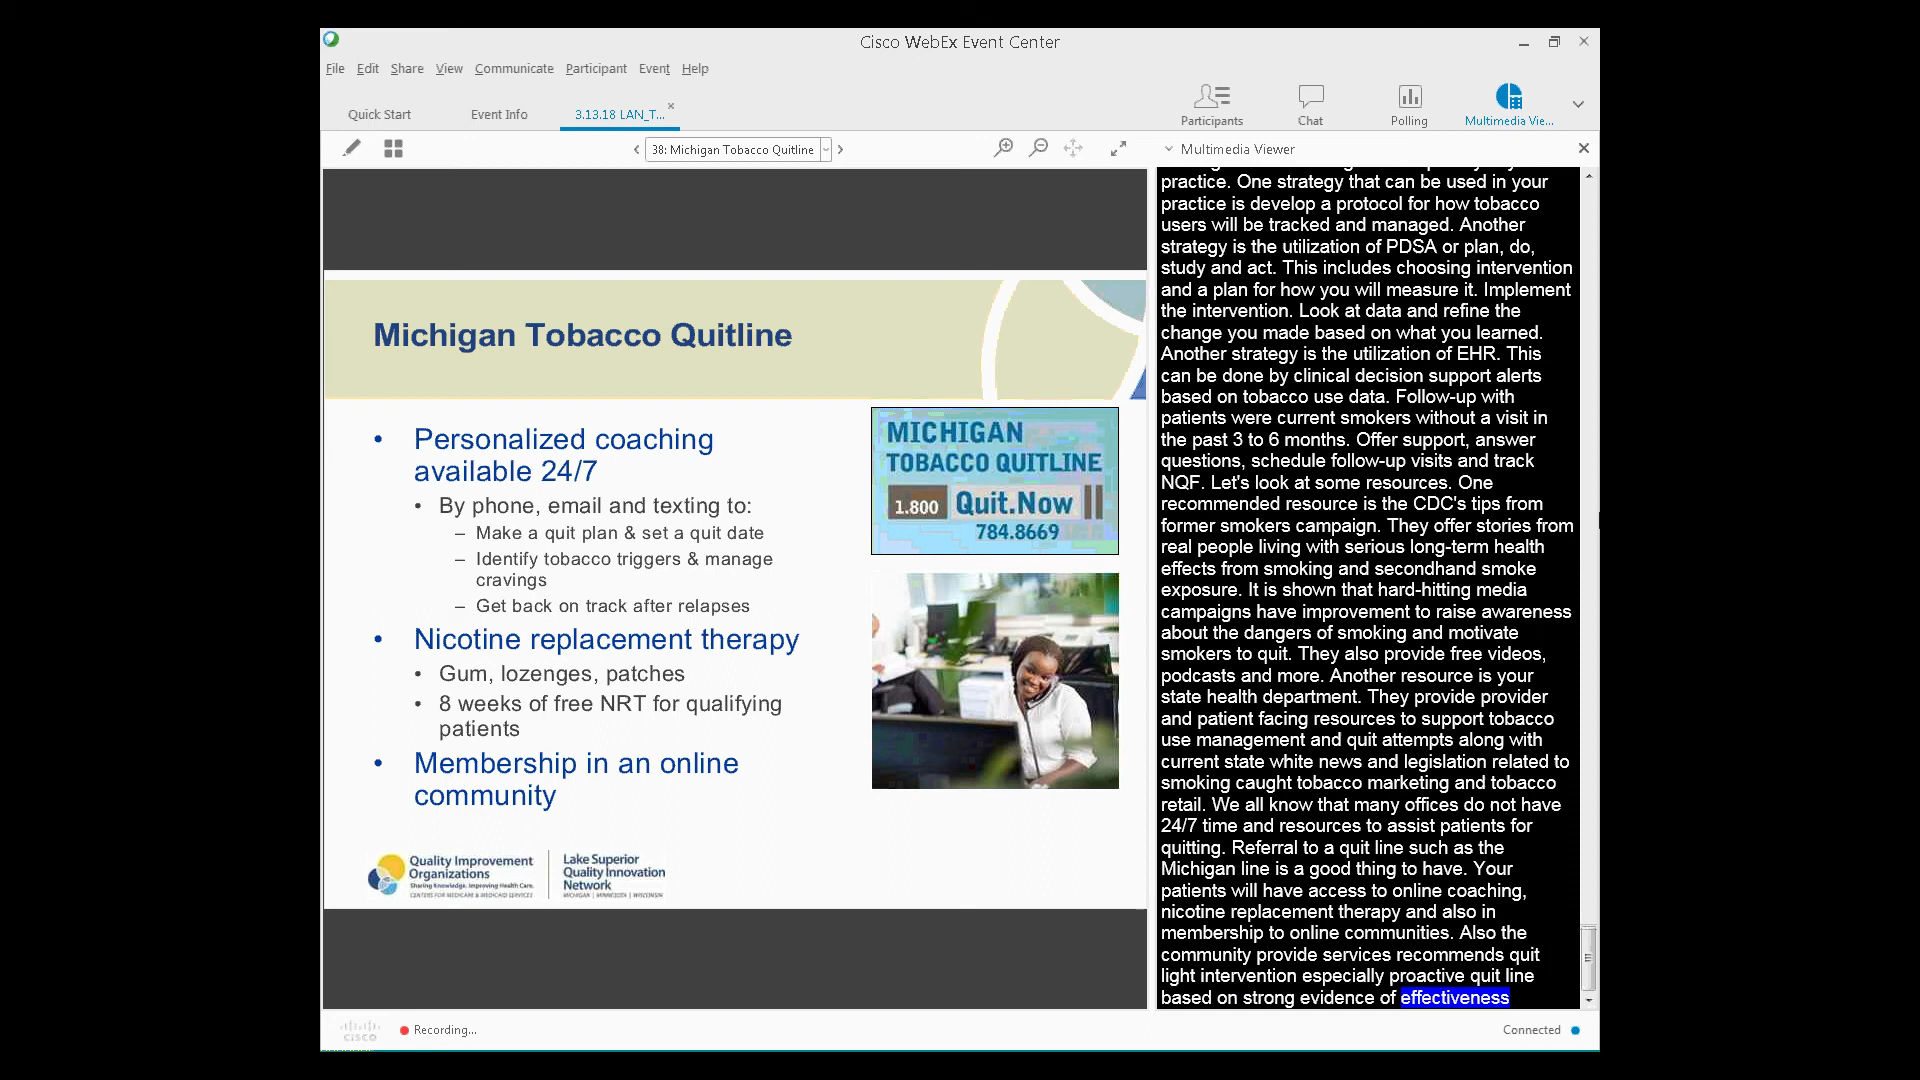 Cisco WebEx Event Center
File Edit Share View Communicate Participant Event Help
Quick Start Event Info 3.13.18 LAN_T... Participants Chat Polling Multimedia Vie...
38: Michigan Tobacco Quitline
Multimedia Viewer
Michigan Tobacco Quitline
• Personalized coaching
available 24/7
• By phone, email and texting to:
– Make a quit plan & set a quit date
– Identify tobacco triggers & manage
cravings
– Get back on track after relapses
• Nicotine replacement therapy
• Gum, lozenges, patches
• 8 weeks of free NRT for qualifying
patients
• Membership in an online
community
MICHIGAN
TOBACCO QUITLINE
1.800 Quit.Now
784.8669
Quality Improvement
Organizations
Sharing Knowledge. Improving Health Care.
CENTERS FOR MEDICARE & MEDICAID SERVICES
Lake Superior
Quality Innovation
Network
MICHIGAN | MINNESOTA | WISCONSIN
practice. One strategy that can be used in your
practice is develop a protocol for how tobacco
users will be tracked and managed. Another
strategy is the utilization of PDSA or plan, do,
study and act. This includes choosing intervention
and a plan for how you will measure it. Implement
the intervention. Look at data and refine the
change you made based on what you learned.
Another strategy is the utilization of EHR. This
can be done by clinical decision support alerts
based on tobacco use data. Follow-up with
patients were current smokers without a visit in
the past 3 to 6 months. Offer support, answer
questions, schedule follow-up visits and track
NQF. Let's look at some resources. One
recommended resource is the CDC's tips from
former smokers campaign. They offer stories from
real people living with serious long-term health
effects from smoking and secondhand smoke
exposure. It is shown that hard-hitting media
campaigns have improvement to raise awareness
about the dangers of smoking and motivate
smokers to quit. They also provide free videos,
podcasts and more. Another resource is your
state health department. They provide provider
and patient facing resources to support tobacco
use management and quit attempts along with
current state white news and legislation related to
smoking caught tobacco marketing and tobacco
retail. We all know that many offices do not have
24/7 time and resources to assist patients for
quitting. Referral to a quit line such as the
Michigan line is a good thing to have. Your
patients will have access to online coaching,
nicotine replacement therapy and also in
membership to online communities. Also the
community provide services recommends quit
light intervention especially proactive quit line
based on strong evidence of effectiveness
cisco Recording... Connected